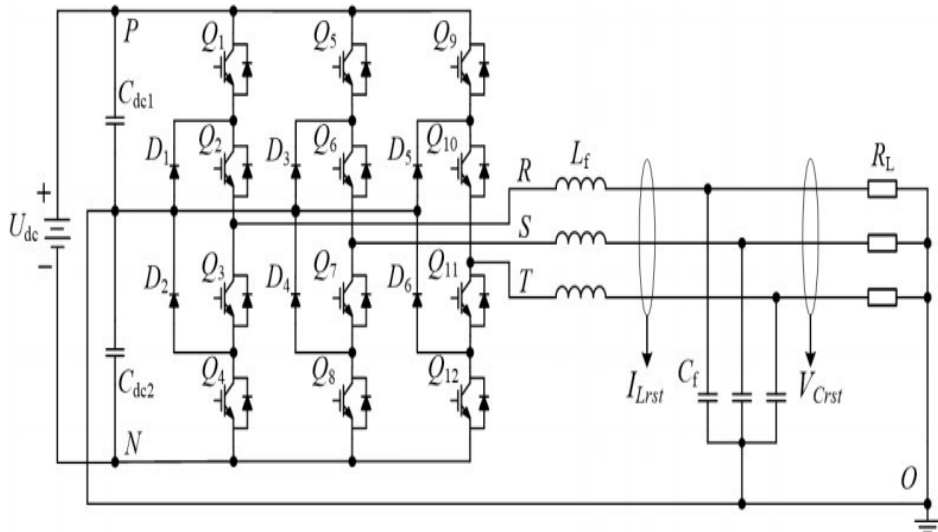 P
Q1 Q5 Q9
Cdc1
D1 Q2 D3 Q6 D5 Q10
R Lf RL
+
Udc
S
−
D2 Q3 D4 Q7 D6 Q11
T
Cdc2
Q4 Q8 Q12
ILrst Cf VCrst
N
O